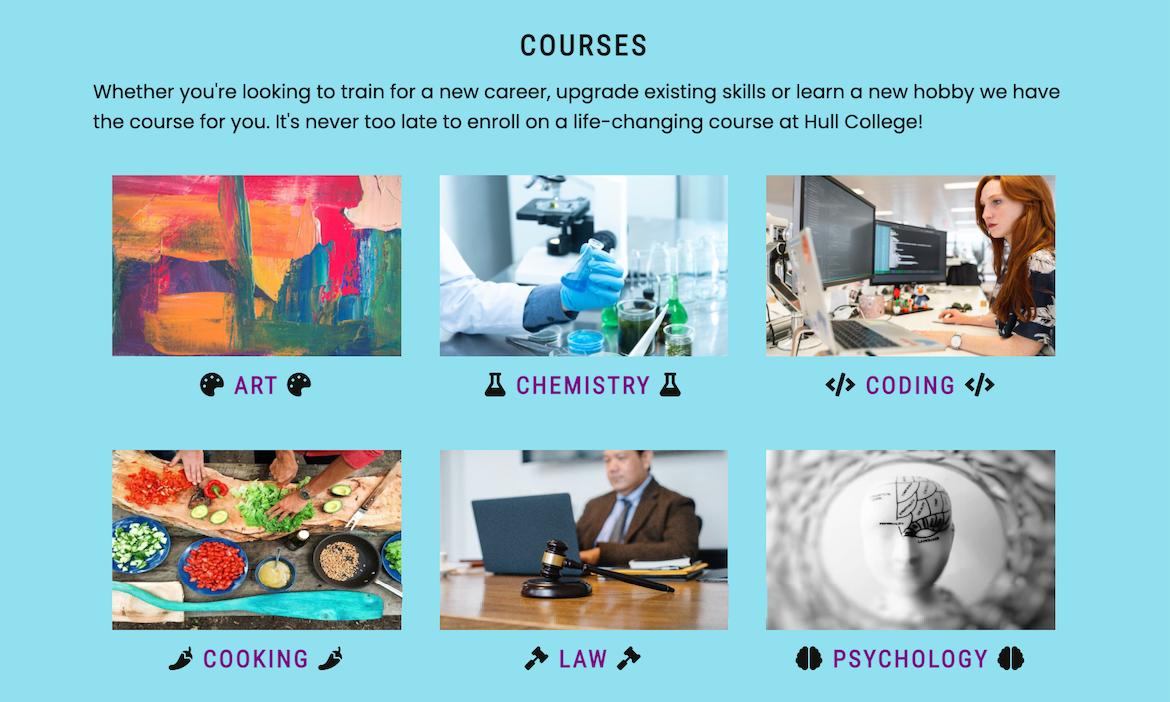 COURSES
Whether you're looking to train for a new career, upgrade existing skills or learn a new hobby we have
the course for you. It's never too late to enroll on a life-changing course at Hull College!
ART
CHEMISTRY
CODING
COOKING
LAW
PSYCHOLOGY